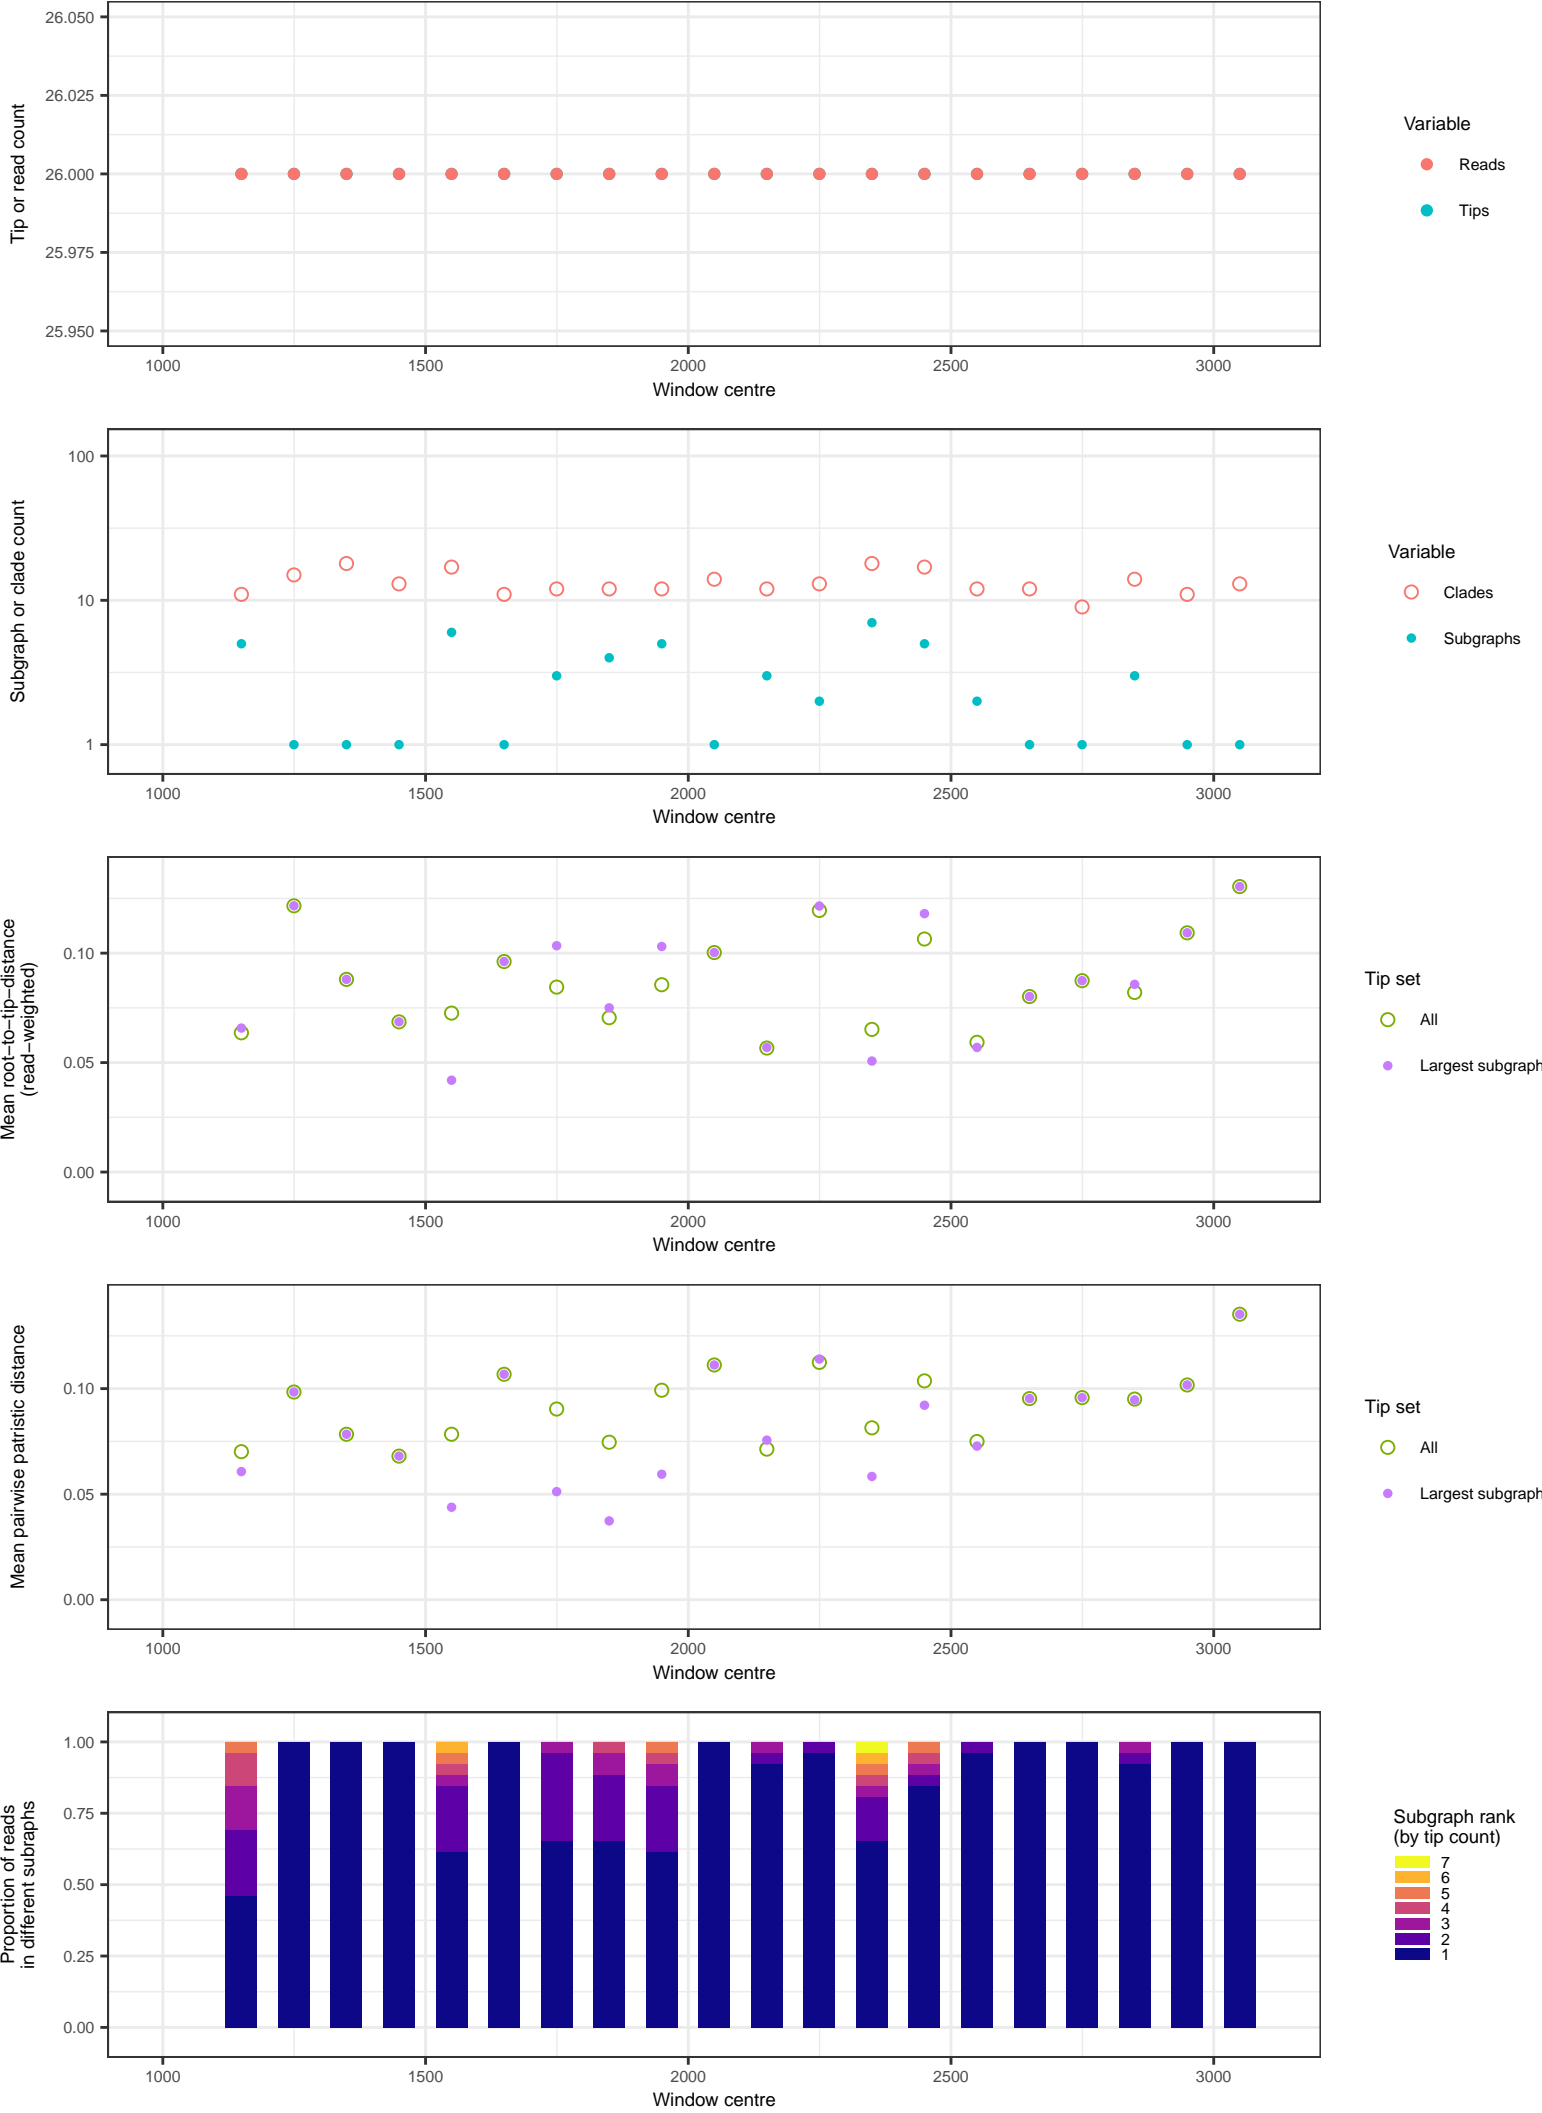 26.050
26.025
26.000
25.975
25.950
Tip or read count
1000 1500 2000 2500 3000
Window centre
Variable
Reads
Tips
100
10
1
Subgraph or clade count
1000 1500 2000 2500 3000
Window centre
Variable
Clades
Subgraphs
0.10
0.05
0.00
Mean root−to−tip−distance
(read−weighted)
1000 1500 2000 2500 3000
Window centre
Tip set
All
Largest subgraph
0.10
0.05
0.00
Mean pairwise patristic distance
1000 1500 2000 2500 3000
Window centre
Tip set
All
Largest subgraph
1.00
0.75
0.50
0.25
0.00
Proportion of reads
in different subraphs
1000 1500 2000 2500 3000
Window centre
Subgraph rank
(by tip count)
7
6
5
4
3
2
1